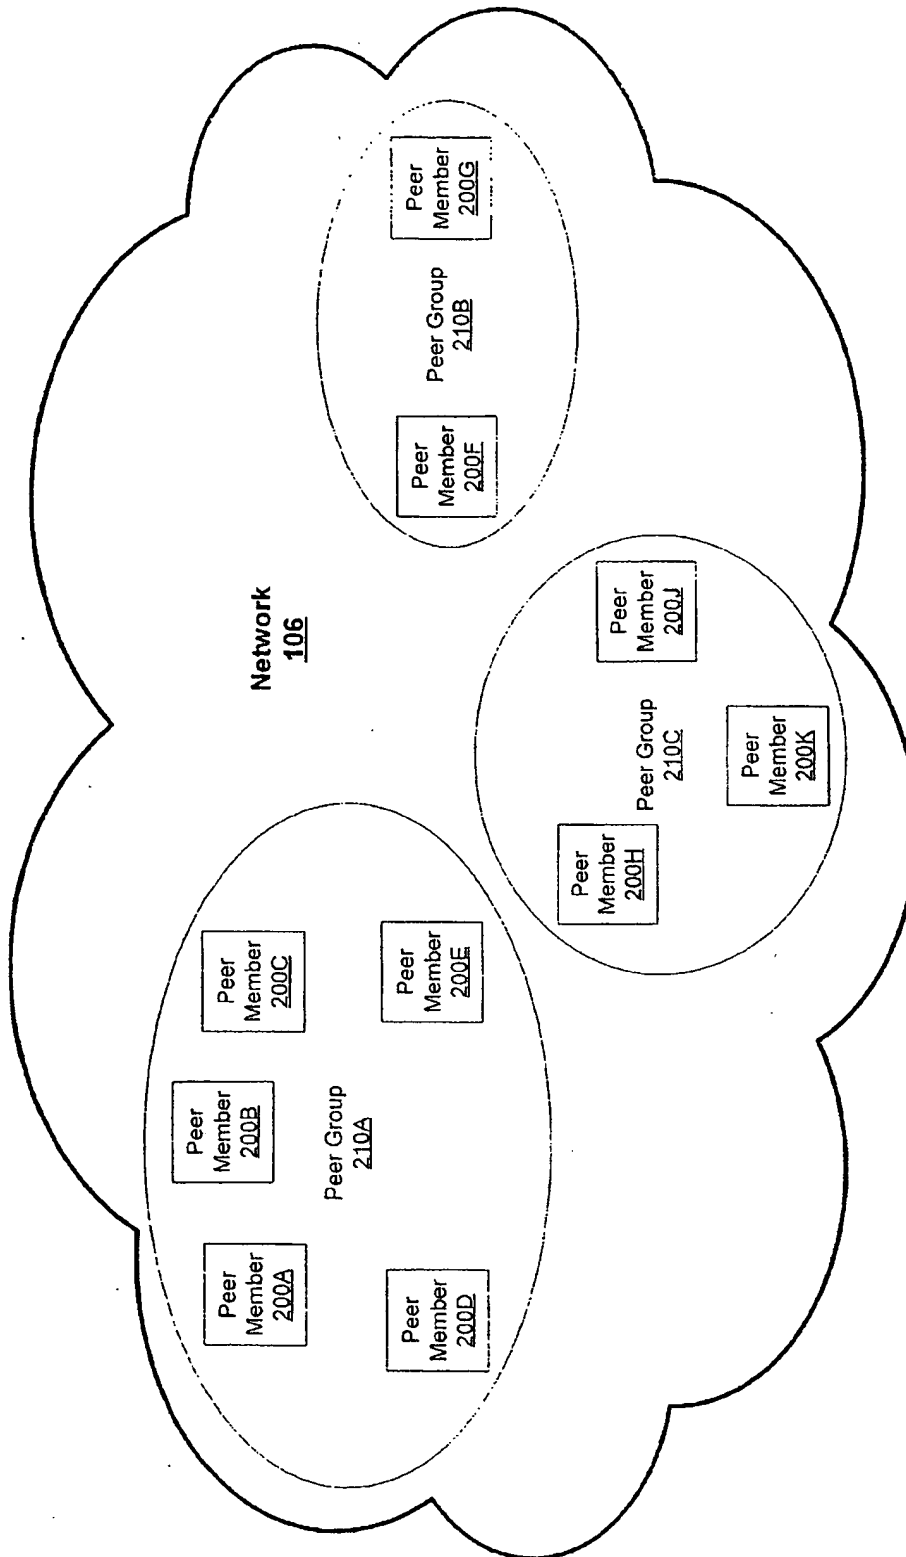 Network
106
Peer
Member
200A
Peer
Member
200B
Peer
Member
200C
Peer Group
210A
Peer
Member
200D
Peer
Member
200E
Peer
Member
200F
Peer Group
210B
Peer
Member
200G
Peer
Member
200H
Peer Group
210C
Peer
Member
200J
Peer
Member
200K